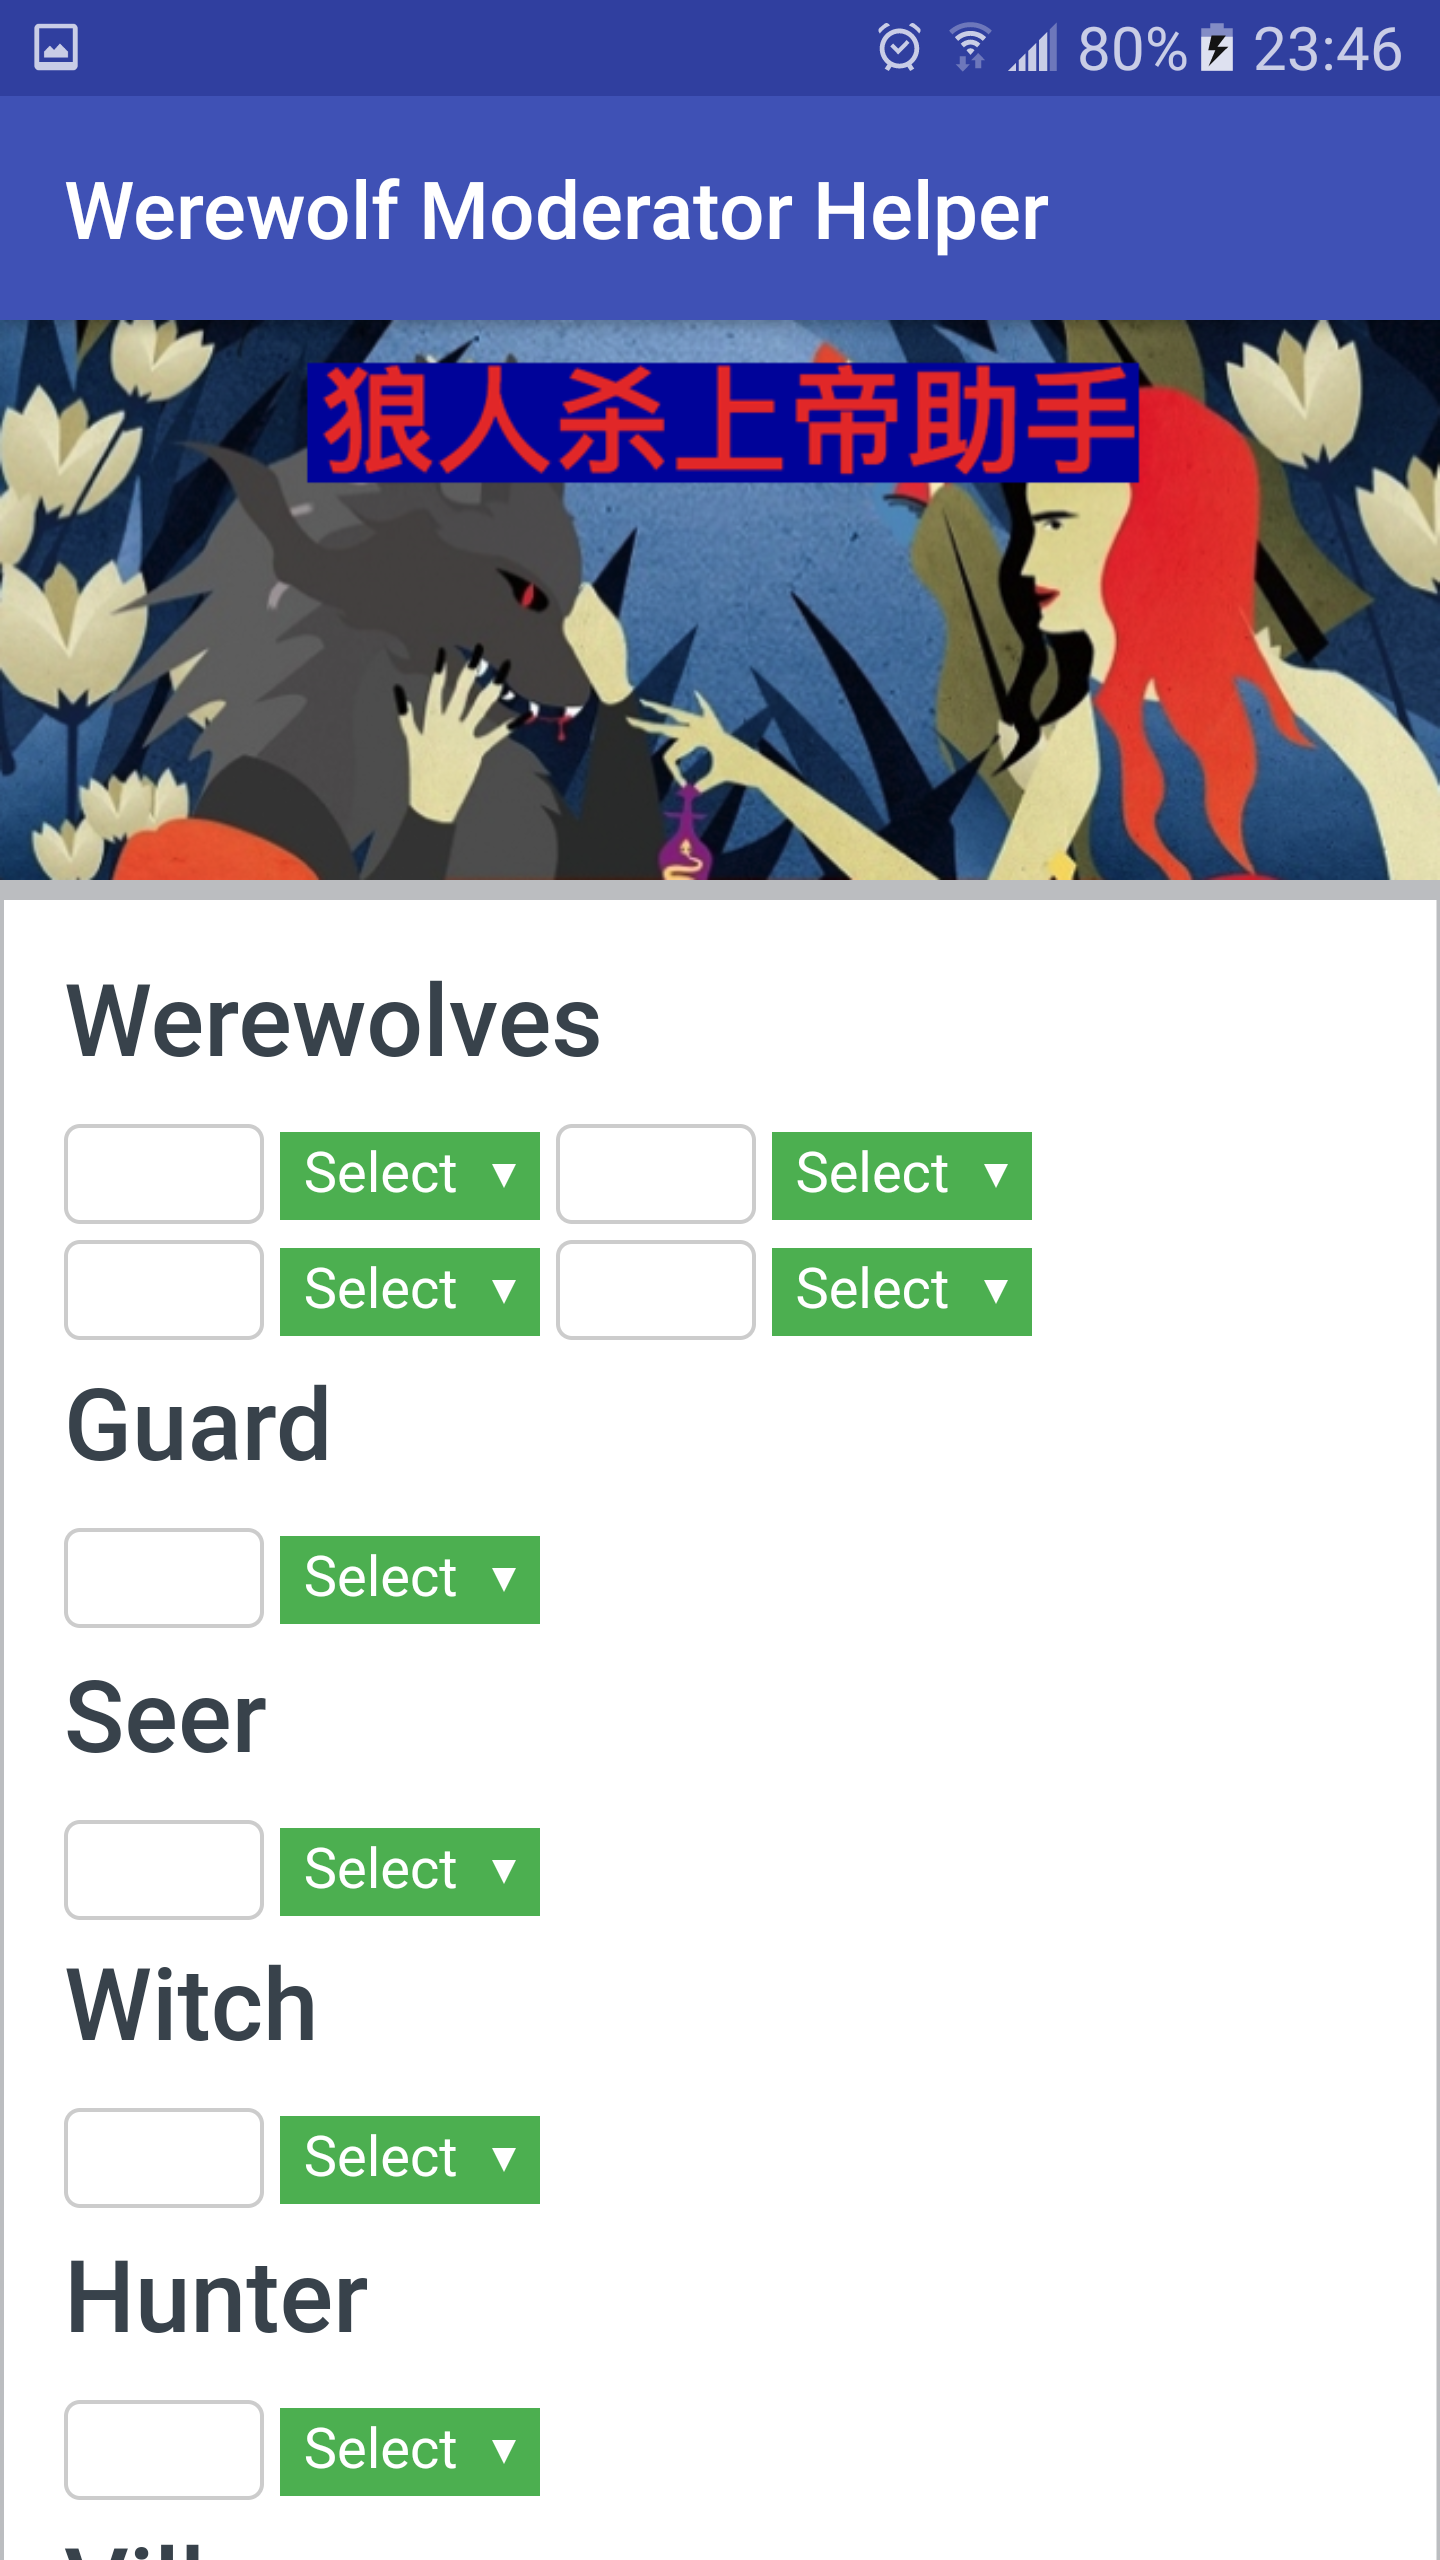 80% 23:46
Werewolf Moderator Helper
狼人杀上帝助手
Werewolves
Select ▼ Select ▼
Select ▼ Select ▼
Guard
Select ▼
Seer
Select ▼
Witch
Select ▼
Hunter
Select ▼